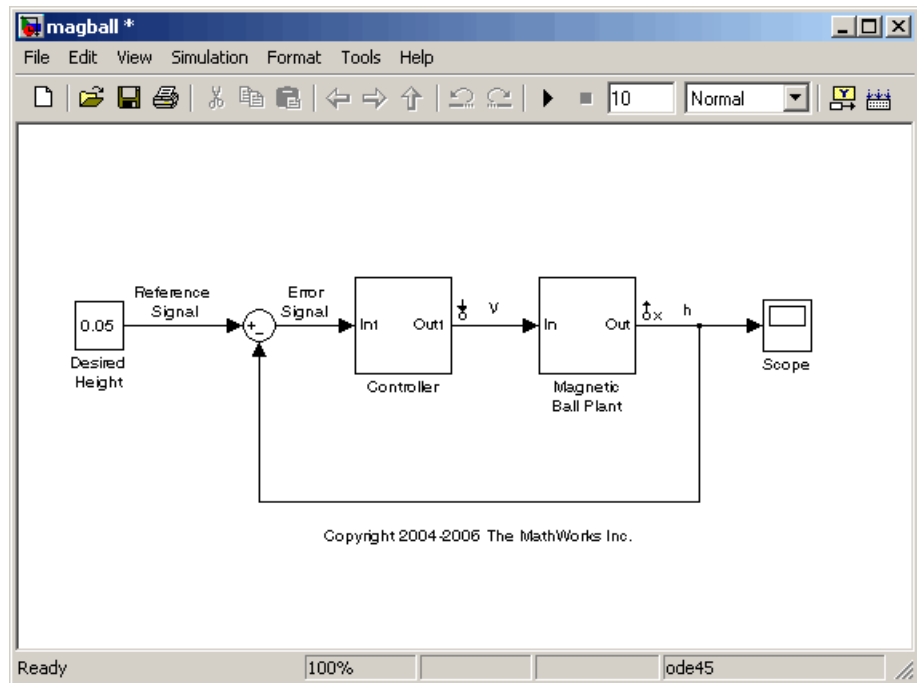 magball *
File Edit View Simulation Format Tools Help
10 Normal
Reference
Signal
Error
Signal
V
h
0.05
+
−
In1 Out1
In Out
x
Desired
Height
Controller
Magnetic
Ball Plant
Scope
Copyright 2004-2006 The MathWorks Inc.
Ready 100% ode45